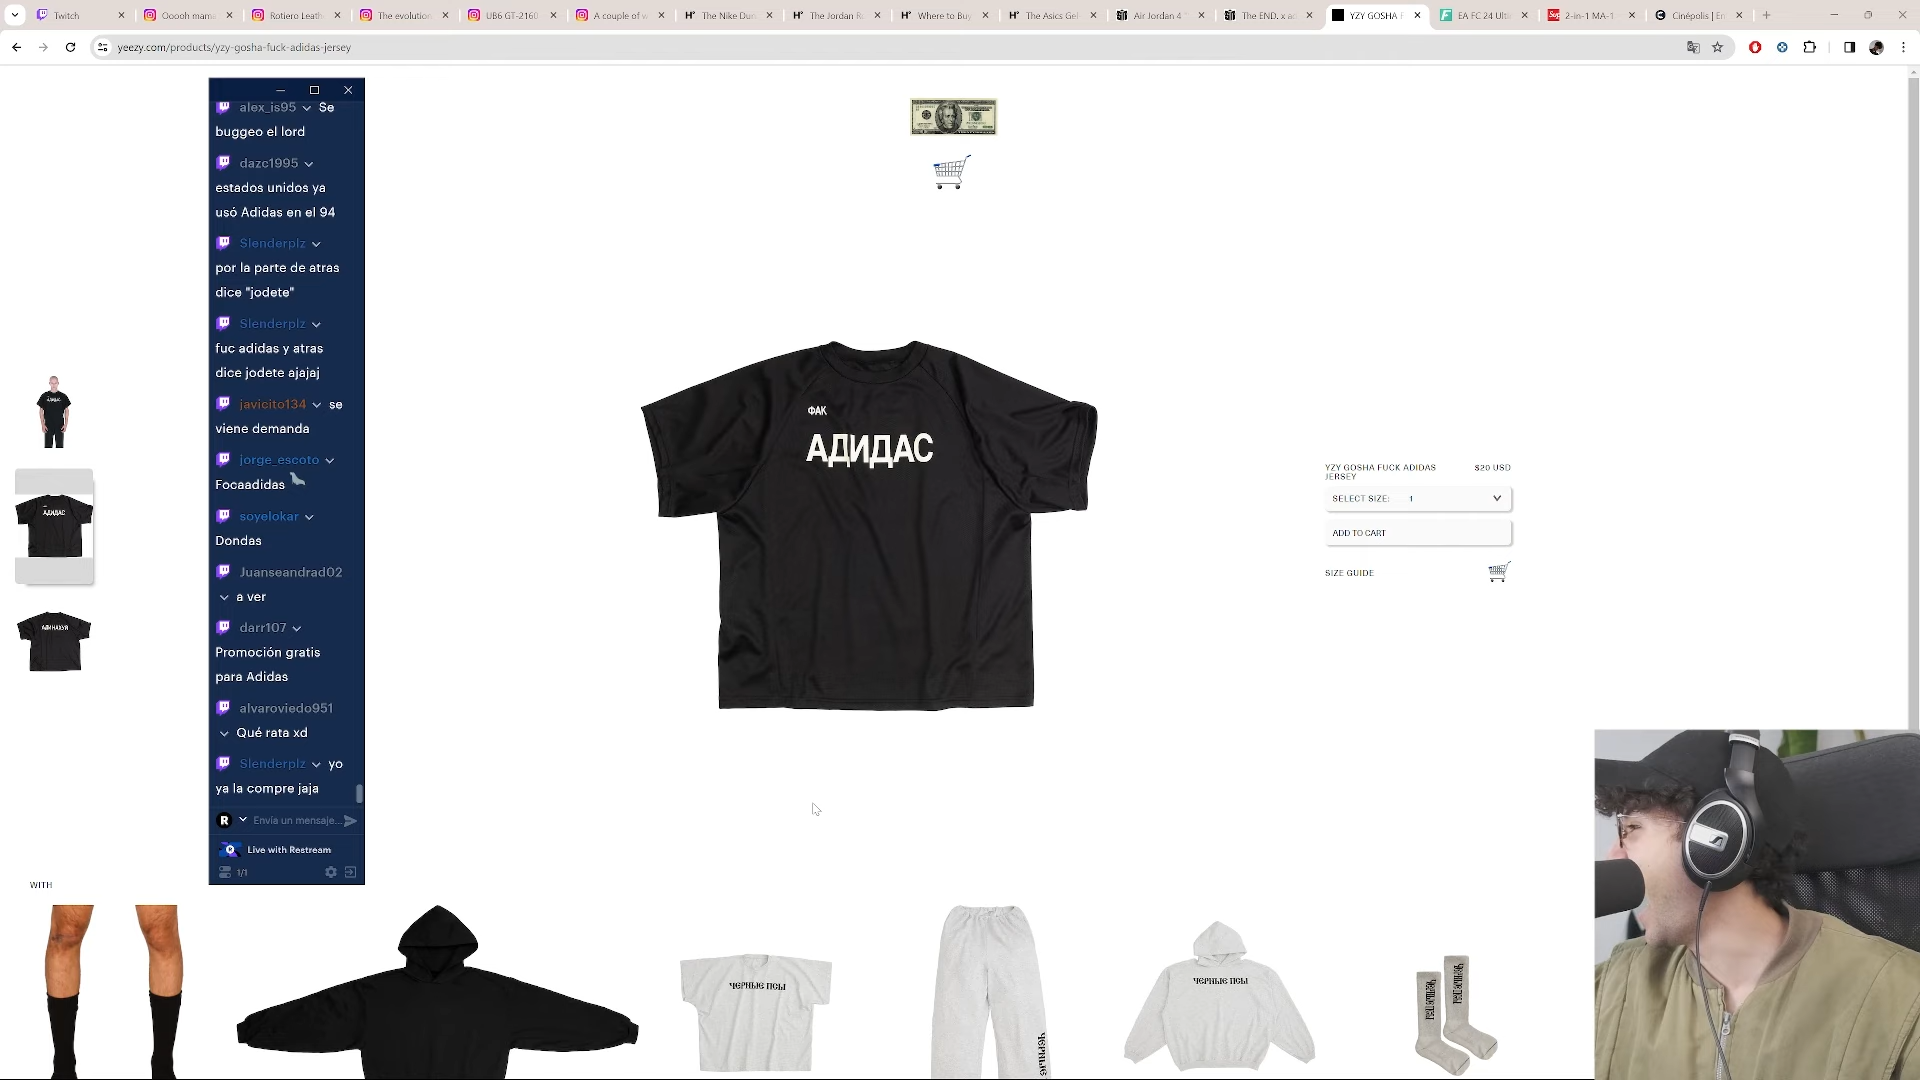 Twitch
Ooooh mam
Rotiero Leath
The evolution
UB6 GT-2160
A couple of w
The Nike Dun
The Jordan R
Where to Buy
The Asics Gel
Air Jordan 4
The END. x ad
YZY GOSHA F
EA FC 24 Ulti
2-in-1 MA-1
Cinépolis | En
yeezy.com/products/yzy-gosha-fuck-adidas-jersey
alex_is95 Se
buggeo el lord
dazc1995
estados unidos ya
usó Adidas en el 94
Slenderplz
por la parte de atras
dice "jodete"
Slenderplz
fuc adidas y atras
dice jodete ajajaj
javicito134 se
viene demanda
jorge_escoto
Focaadidas
soyelokar
Dondas
Juanseandrad02
a ver
darr107
Promoción gratis
para Adidas
alvaroviedo951
Qué rata xd
Slenderplz yo
ya la compre jaja
R Envía un mensaje...
Live with Restream
1/1
ФАК
АДИДАС
АДИДАС
АДИДАС
YZY GOSHA FUCK ADIDAS
JERSEY
$20 USD
SELECT SIZE: 1
ADD TO CART
SIZE GUIDE
WITH
ЧЕРНЫЕ ПСЫ
ЧЕРНЫЕ
ЧЕРНЫЕ ПСЫ